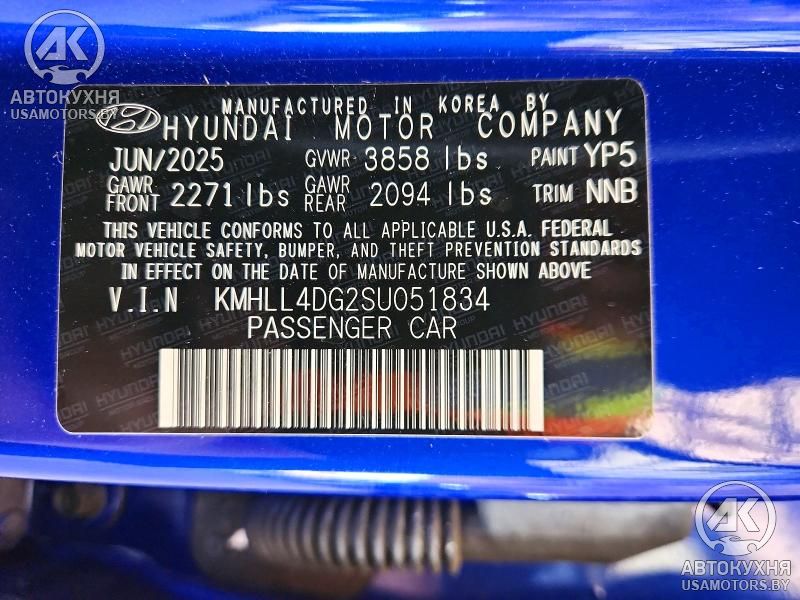 AK
АВТОКУХНЯ
USAMOTORS.BY
MANUFACTURED IN KOREA BY
HYUNDAI MOTOR COMPANY
JUN/2025 GVWR 3858 lbs PAINT YP5
GAWR FRONT 2271 lbs GAWR REAR 2094 lbs TRIM NNB
THIS VEHICLE CONFORMS TO ALL APPLICABLE U.S.A. FEDERAL
MOTOR VEHICLE SAFETY, BUMPER, AND THEFT PREVENTION STANDARDS
IN EFFECT ON THE DATE OF MANUFACTURE SHOWN ABOVE
V.I.N KMHLL4DG2SU051834
PASSENGER CAR
AK
АВТОКУХНЯ
USAMOTORS.BY